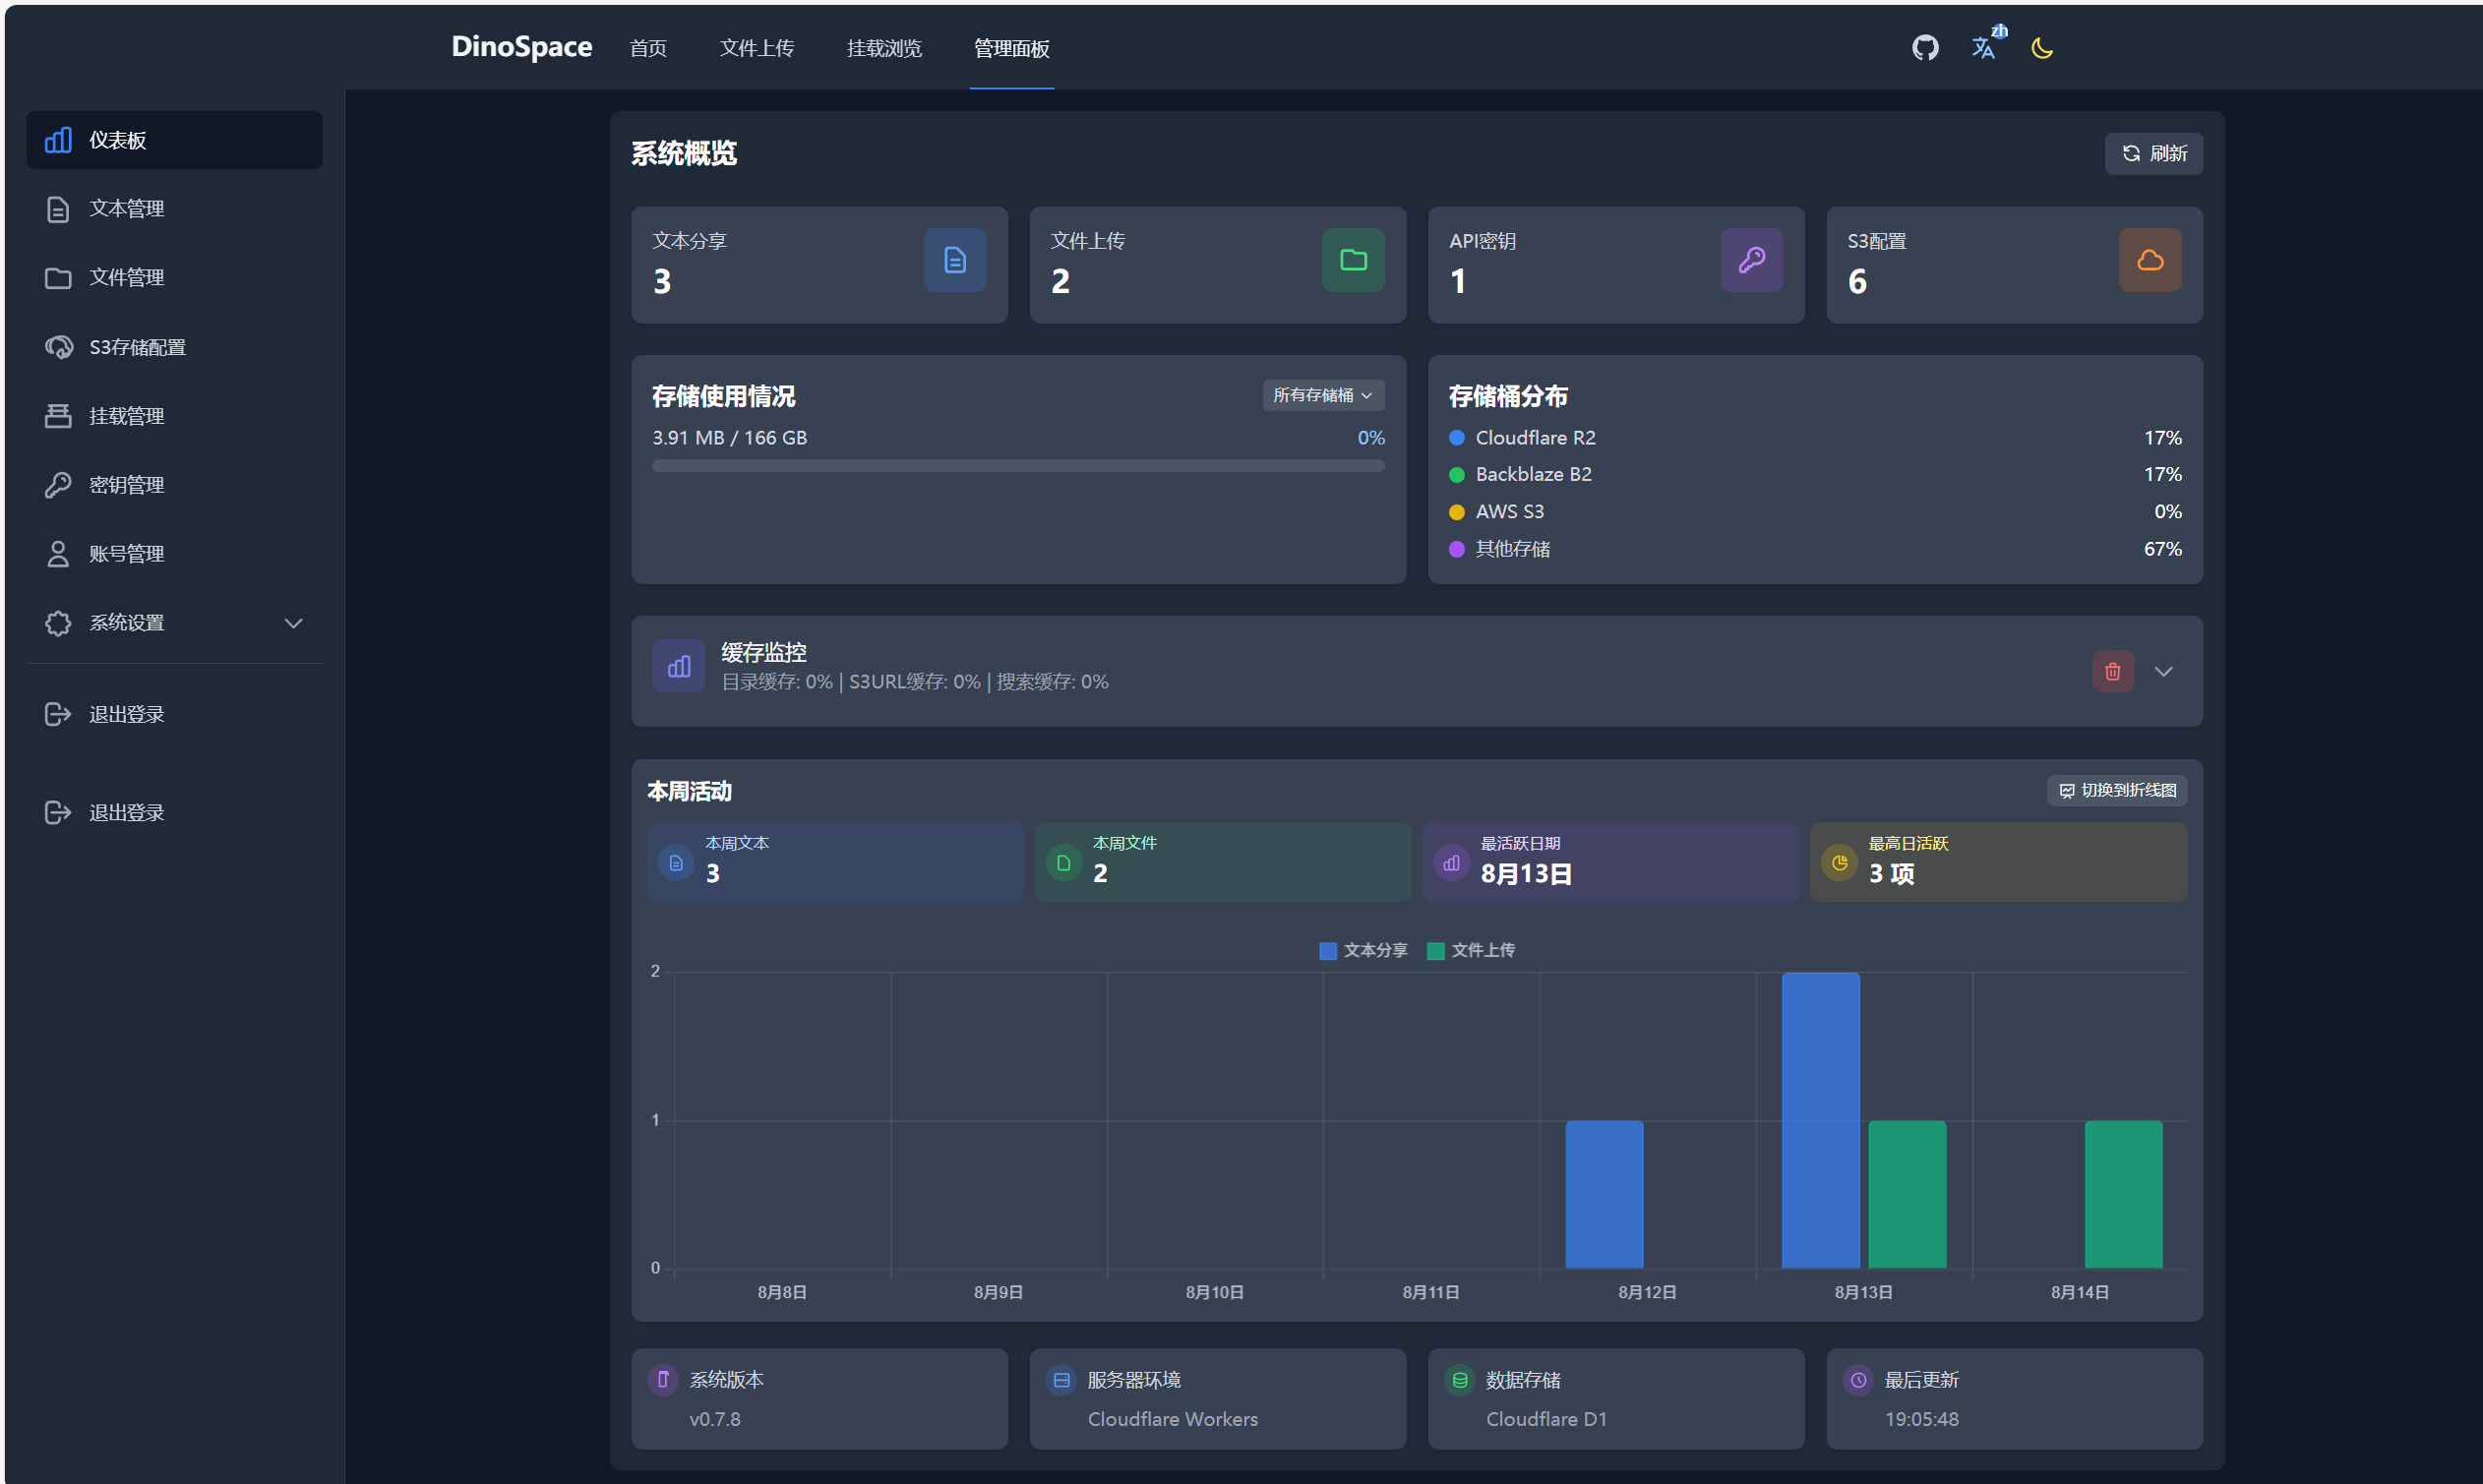 DinoSpace 首页 文件上传 挂载浏览 管理面板 zh
仪表板
文本管理
文件管理
S3存储配置
挂载管理
密钥管理
账号管理
系统设置
退出登录
退出登录
系统概览 刷新
文本分享
3
文件上传
2
API密钥
1
S3配置
6
存储使用情况 所有存储桶
3.91 MB / 166 GB 0%
存储桶分布
Cloudflare R2 17%
Backblaze B2 17%
AWS S3 0%
其他存储 67%
缓存监控
目录缓存: 0% | S3URL缓存: 0% | 搜索缓存: 0%
本周活动 切换到折线图
本周文本
3
本周文件
2
最活跃日期
8月13日
最高日活跃
3 项
文本分享 文件上传
2
1
0
8月8日 8月9日 8月10日 8月11日 8月12日 8月13日 8月14日
系统版本
v0.7.8
服务器环境
Cloudflare Workers
数据存储
Cloudflare D1
最后更新
19:05:48